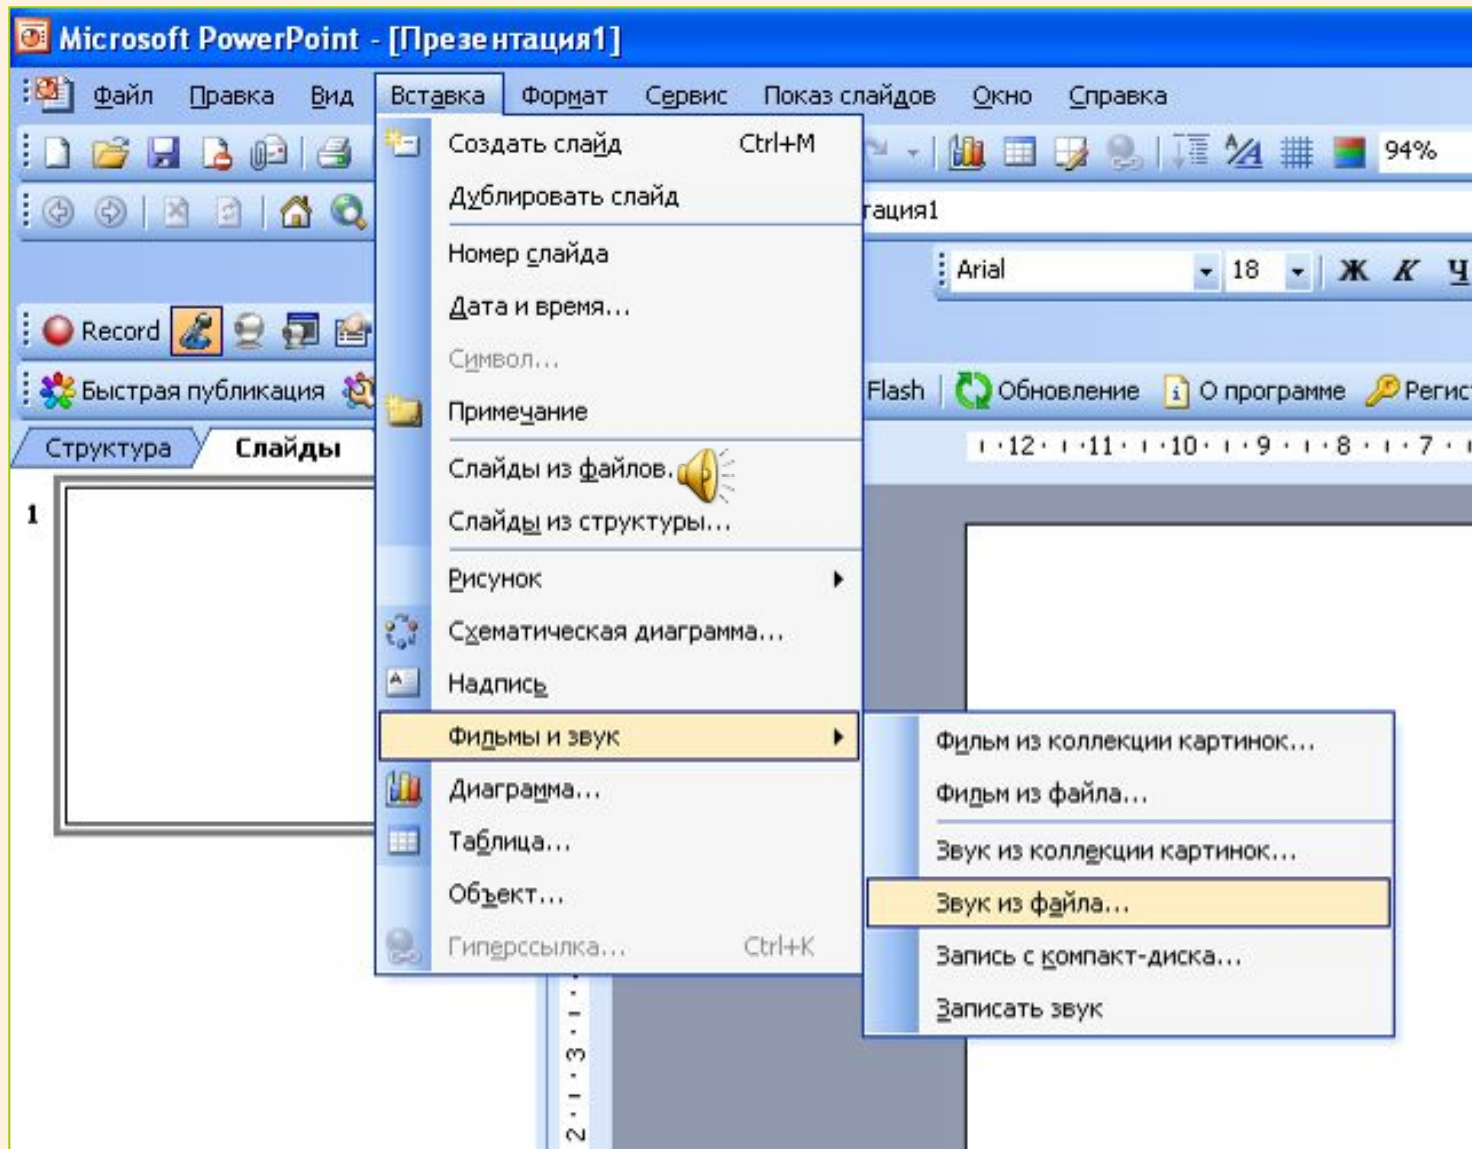 Microsoft PowerPoint - [Презентация1]
Файл Правка Вид Вставка Формат Сервис Показ слайдов Окно Справка
94%
тация1
Arial 18 Ж К Ч
Record
Быстрая публикация Flash Обновление О программе Регис
Структура Слайды
12 11 10 9 8 7
1
Создать слайд Ctrl+M
Дублировать слайд
Номер слайда
Дата и время...
Символ...
Примечание
Слайды из файлов.
Слайды из структуры...
Рисунок
Схематическая диаграмма...
Надпись
Фильмы и звук
Диаграмма...
Таблица...
Объект...
Гиперссылка... Ctrl+K
Фильм из коллекции картинок...
Фильм из файла...
Звук из коллекции картинок...
Звук из файла...
Запись с компакт-диска...
Записать звук
3
2